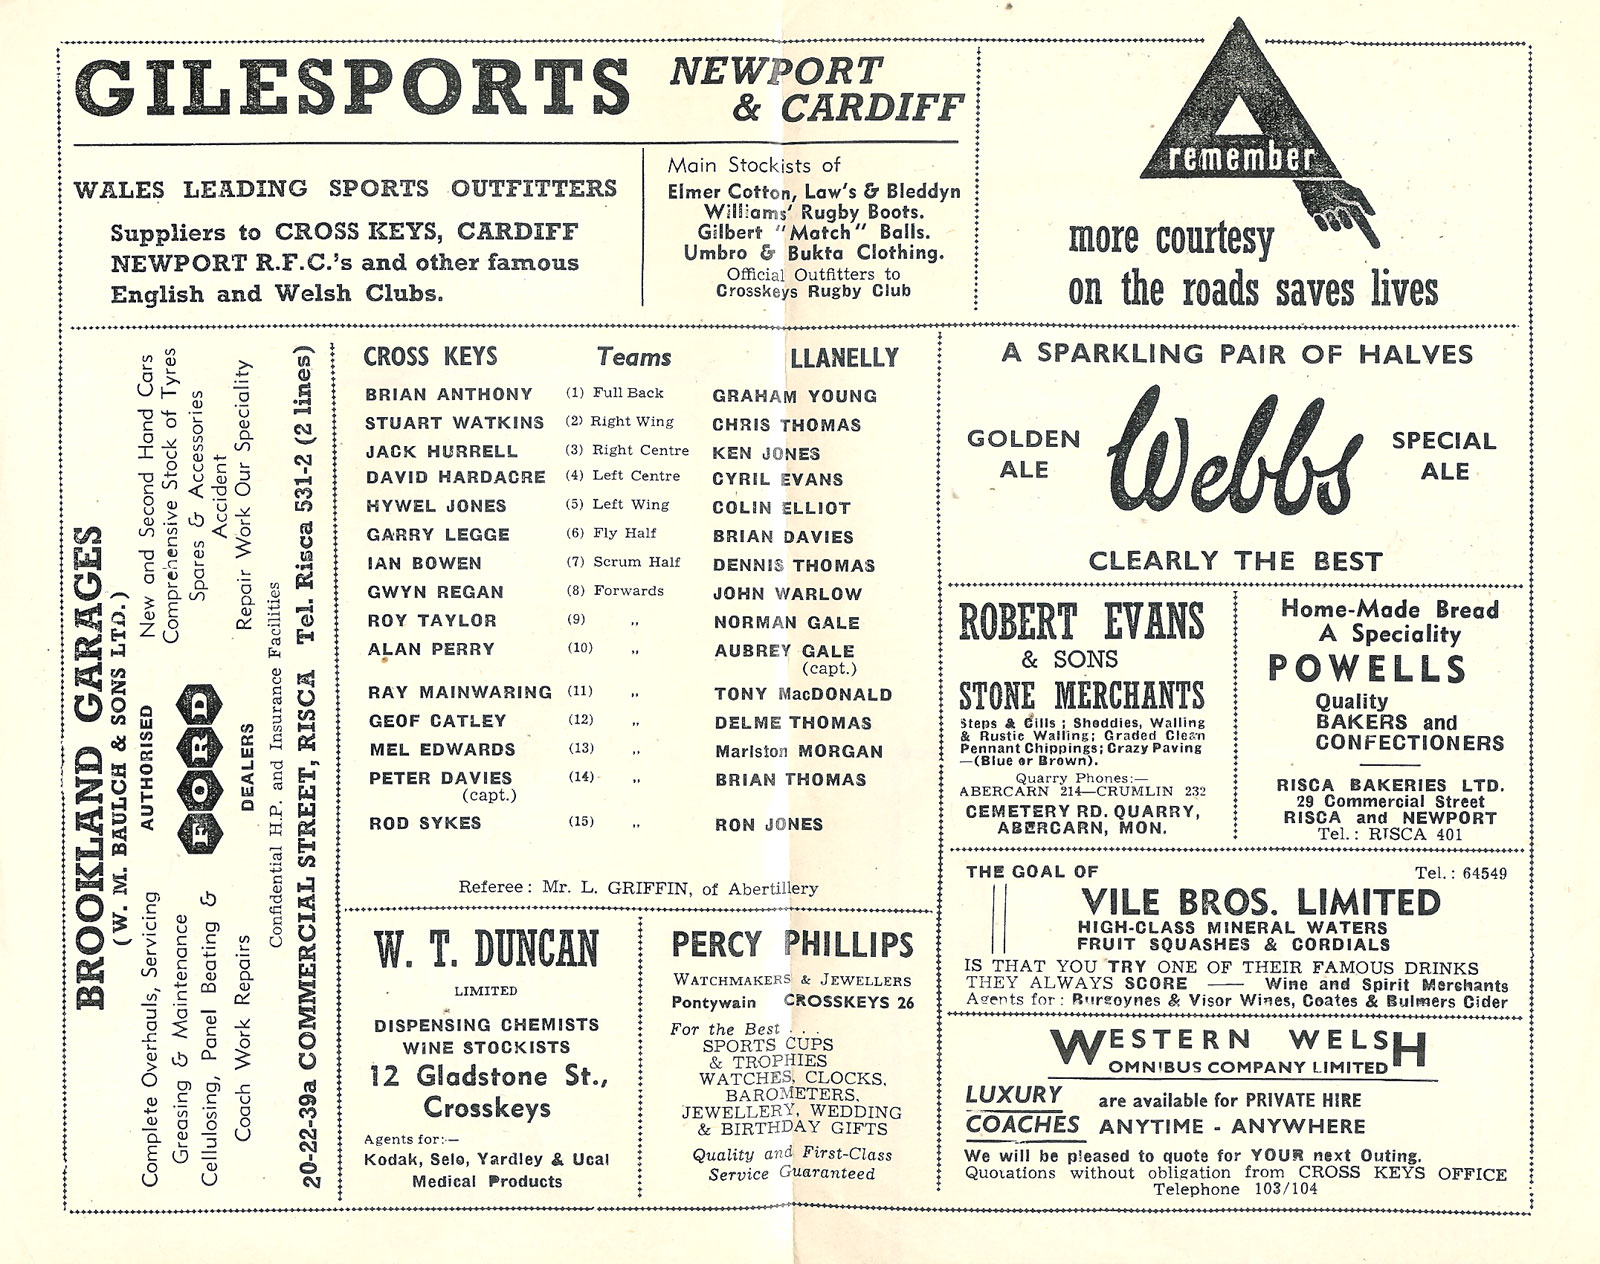 GILESPORTS NEWPORT
& CARDIFF
WALES LEADING SPORTS OUTFITTERS
Suppliers to CROSS KEYS, CARDIFF
NEWPORT R.F.C.'s and other famous
English and Welsh Clubs.
Main Stockists of
Elmer Cotton, Law's & Bleddyn
Williams' Rugby Boots.
Gilbert "Match" Balls.
Umbro & Bukta Clothing.
Official Outfitters to
Crosskeys Rugby Club
remember
more courtesy
on the roads saves lives
BROOKLAND GARAGES
(W. M. BAULCH & SONS LTD.)
New and Second Hand Cars
Comprehensive Stock of Tyres
Spares & Accessories
Accident
Repair Work Our Speciality
AUTHORISED
FORD
DEALERS
Complete Overhauls, Servicing
Greasing & Maintenance
Cellulosing, Panel Beating &
Coach Work Repairs
Confidential H.P. and Insurance Facilities
20-22-39a COMMERCIAL STREET, RISCA Tel. Risca 531-2 (2 lines)
CROSS KEYS Teams LLANELLY
BRIAN ANTHONY (1) Full Back GRAHAM YOUNG
STUART WATKINS (2) Right Wing CHRIS THOMAS
JACK HURRELL (3) Right Centre KEN JONES
DAVID HARDACRE (4) Left Centre CYRIL EVANS
HYWEL JONES (5) Left Wing COLIN ELLIOT
GARRY LEGGE (6) Fly Half BRIAN DAVIES
IAN BOWEN (7) Scrum Half DENNIS THOMAS
GWYN REGAN (8) Forwards JOHN WARLOW
ROY TAYLOR (9) ,, NORMAN GALE
ALAN PERRY (10) ,, AUBREY GALE
(capt.)
RAY MAINWARING (11) ,, TONY MacDONALD
GEOF CATLEY (12) ,, DELME THOMAS
MEL EDWARDS (13) ,, Marlston MORGAN
PETER DAVIES (14) ,, BRIAN THOMAS
(capt.)
ROD SYKES (15) ,, RON JONES
Referee: Mr. L. GRIFFIN, of Abertillery
W. T. DUNCAN
LIMITED
DISPENSING CHEMISTS
WINE STOCKISTS
12 Gladstone St.,
Crosskeys
Agents for:—
Kodak, Selo, Yardley & Ucal
Medical Products
PERCY PHILLIPS
WATCHMAKERS & JEWELLERS
Pontywain CROSSKEYS 26
For the Best . . .
SPORTS CUPS
& TROPHIES
WATCHES, CLOCKS,
BAROMETERS,
JEWELLERY, WEDDING
& BIRTHDAY GIFTS
Quality and First-Class
Service Guaranteed
A SPARKLING PAIR OF HALVES
GOLDEN
ALE
Webbs
SPECIAL
ALE
CLEARLY THE BEST
ROBERT EVANS
& SONS
STONE MERCHANTS
Steps & Cills; Shoddies, Walling
& Rustic Walling; Graded Clean
Pennant Chippings; Crazy Paving
—(Blue or Brown).
Quarry Phones:—
ABERCARN 214—CRUMLIN 232
CEMETERY RD. QUARRY,
ABERCARN, MON.
Home-Made Bread
A Speciality
POWELLS
Quality
BAKERS and
CONFECTIONERS
RISCA BAKERIES LTD.
29 Commercial Street
RISCA and NEWPORT
Tel.: RISCA 401
THE GOAL OF Tel.: 64549
VILE BROS. LIMITED
HIGH-CLASS MINERAL WATERS
FRUIT SQUASHES & CORDIALS
IS THAT YOU TRY ONE OF THEIR FAMOUS DRINKS
THEY ALWAYS SCORE —— Wine and Spirit Merchants
Agents for: Burgoynes & Visor Wines, Coates & Bulmers Cider
WESTERN WELSH
OMNIBUS COMPANY LIMITED
LUXURY
COACHES
are available for PRIVATE HIRE
ANYTIME - ANYWHERE
We will be pleased to quote for YOUR next Outing.
Quotations without obligation from CROSS KEYS OFFICE
Telephone 103/104